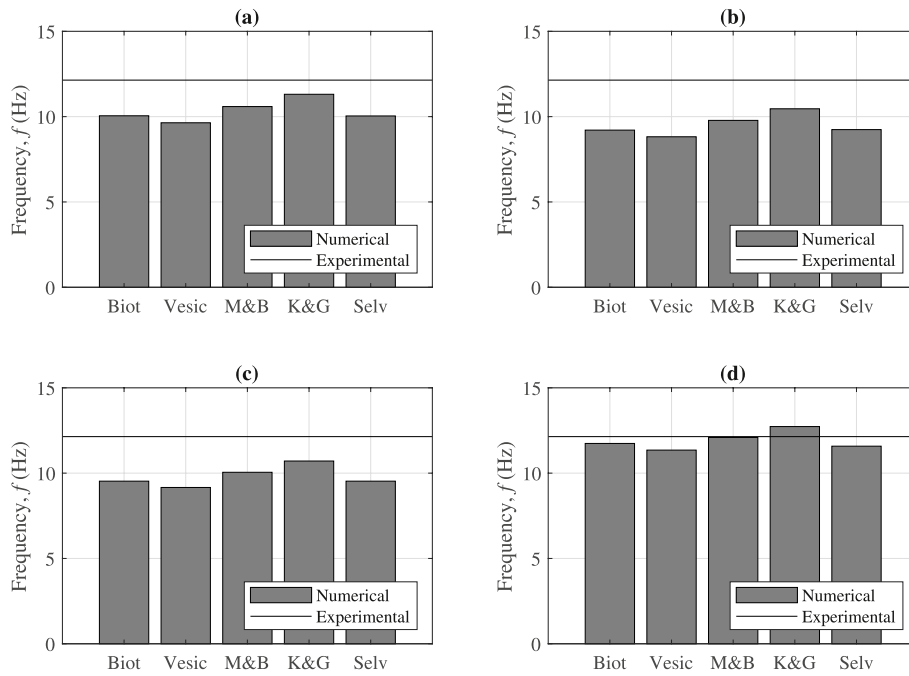 (a)
15
10
5
0
Frequency, f (Hz)
Biot Vesic M&B K&G Selv
Numerical
Experimental
(b)
15
10
5
0
Frequency, f (Hz)
Biot Vesic M&B K&G Selv
Numerical
Experimental
(c)
15
10
5
0
Frequency, f (Hz)
Biot Vesic M&B K&G Selv
Numerical
Experimental
(d)
15
10
5
0
Frequency, f (Hz)
Biot Vesic M&B K&G Selv
Numerical
Experimental